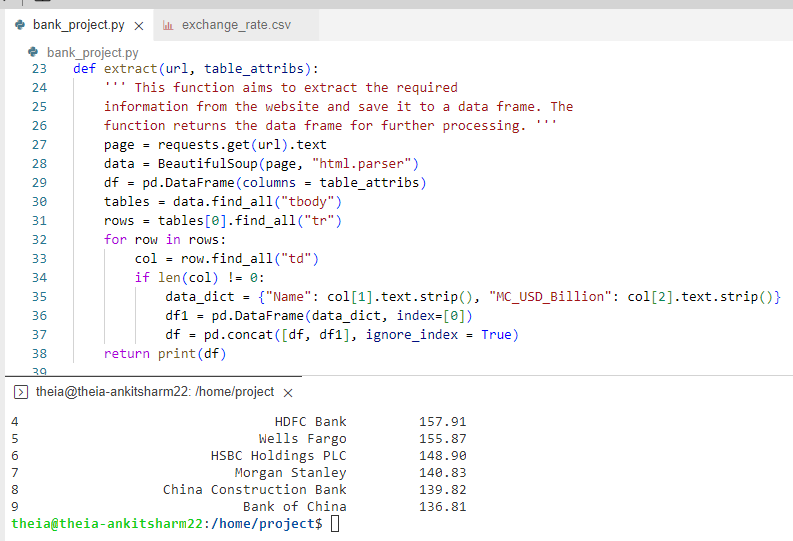 bank_project.py × exchange_rate.csv
bank_project.py
23 def extract(url, table_attribs):
24 ''' This function aims to extract the required
25 information from the website and save it to a data frame. The
26 function returns the data frame for further processing. '''
27 page = requests.get(url).text
28 data = BeautifulSoup(page, "html.parser")
29 df = pd.DataFrame(columns = table_attribs)
30 tables = data.find_all("tbody")
31 rows = tables[0].find_all("tr")
32 for row in rows:
33 col = row.find_all("td")
34 if len(col) != 0:
35 data_dict = {"Name": col[1].text.strip(), "MC_USD_Billion": col[2].text.strip()}
36 df1 = pd.DataFrame(data_dict, index=[0])
37 df = pd.concat([df, df1], ignore_index = True)
38 return print(df)
39
theia@theia-ankitsharm22: /home/project ×
4 HDFC Bank 157.91
5 Wells Fargo 155.87
6 HSBC Holdings PLC 148.90
7 Morgan Stanley 140.83
8 China Construction Bank 139.82
9 Bank of China 136.81
theia@theia-ankitsharm22:/home/project$